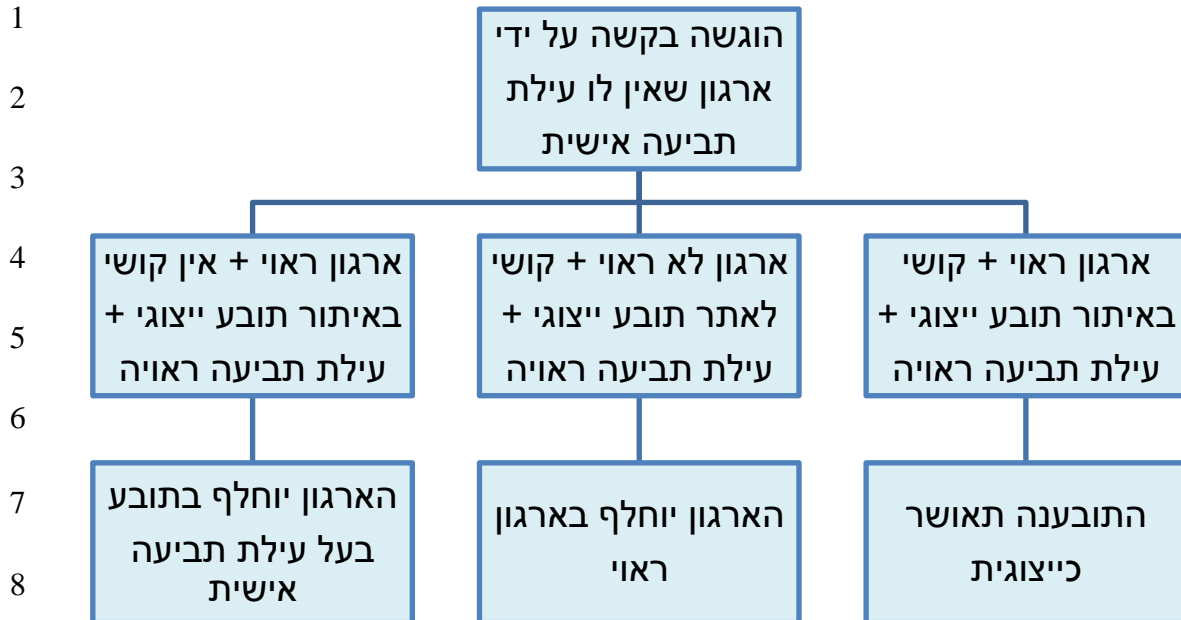 1
הוגשה בקשה על ידי
2
ארגון שאין לו עילת
תביעה אישית
3
4
ארגון ראוי + קושי
באיתור תובע ייצוגי +
עילת תביעה ראויה
ארגון לא ראוי + קושי
לאתר תובע ייצוגי +
עילת תביעה ראויה
ארגון ראוי + אין קושי
באיתור תובע ייצוגי +
עילת תביעה ראויה
5
6
7
התובענה תאושר
כייצוגית
הארגון יוחלף בארגון
ראוי
הארגון יוחלף בתובע
בעל עילת תביעה
אישית
8